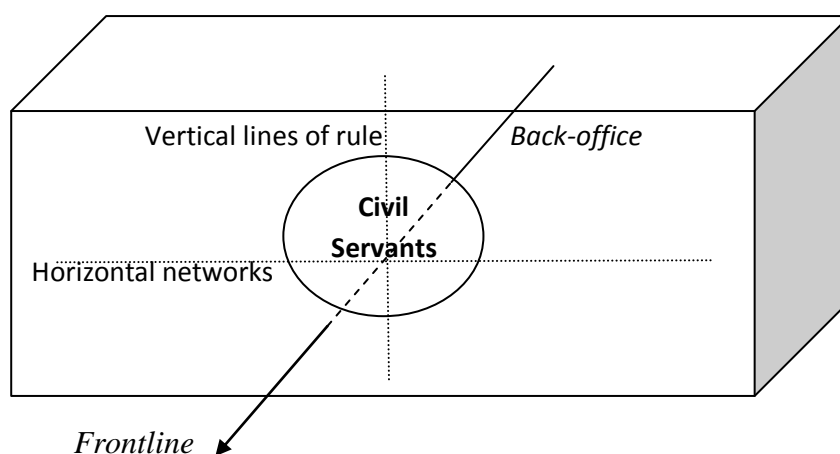 Vertical lines of rule
Back-office
Civil
Servants
Horizontal networks
Frontline